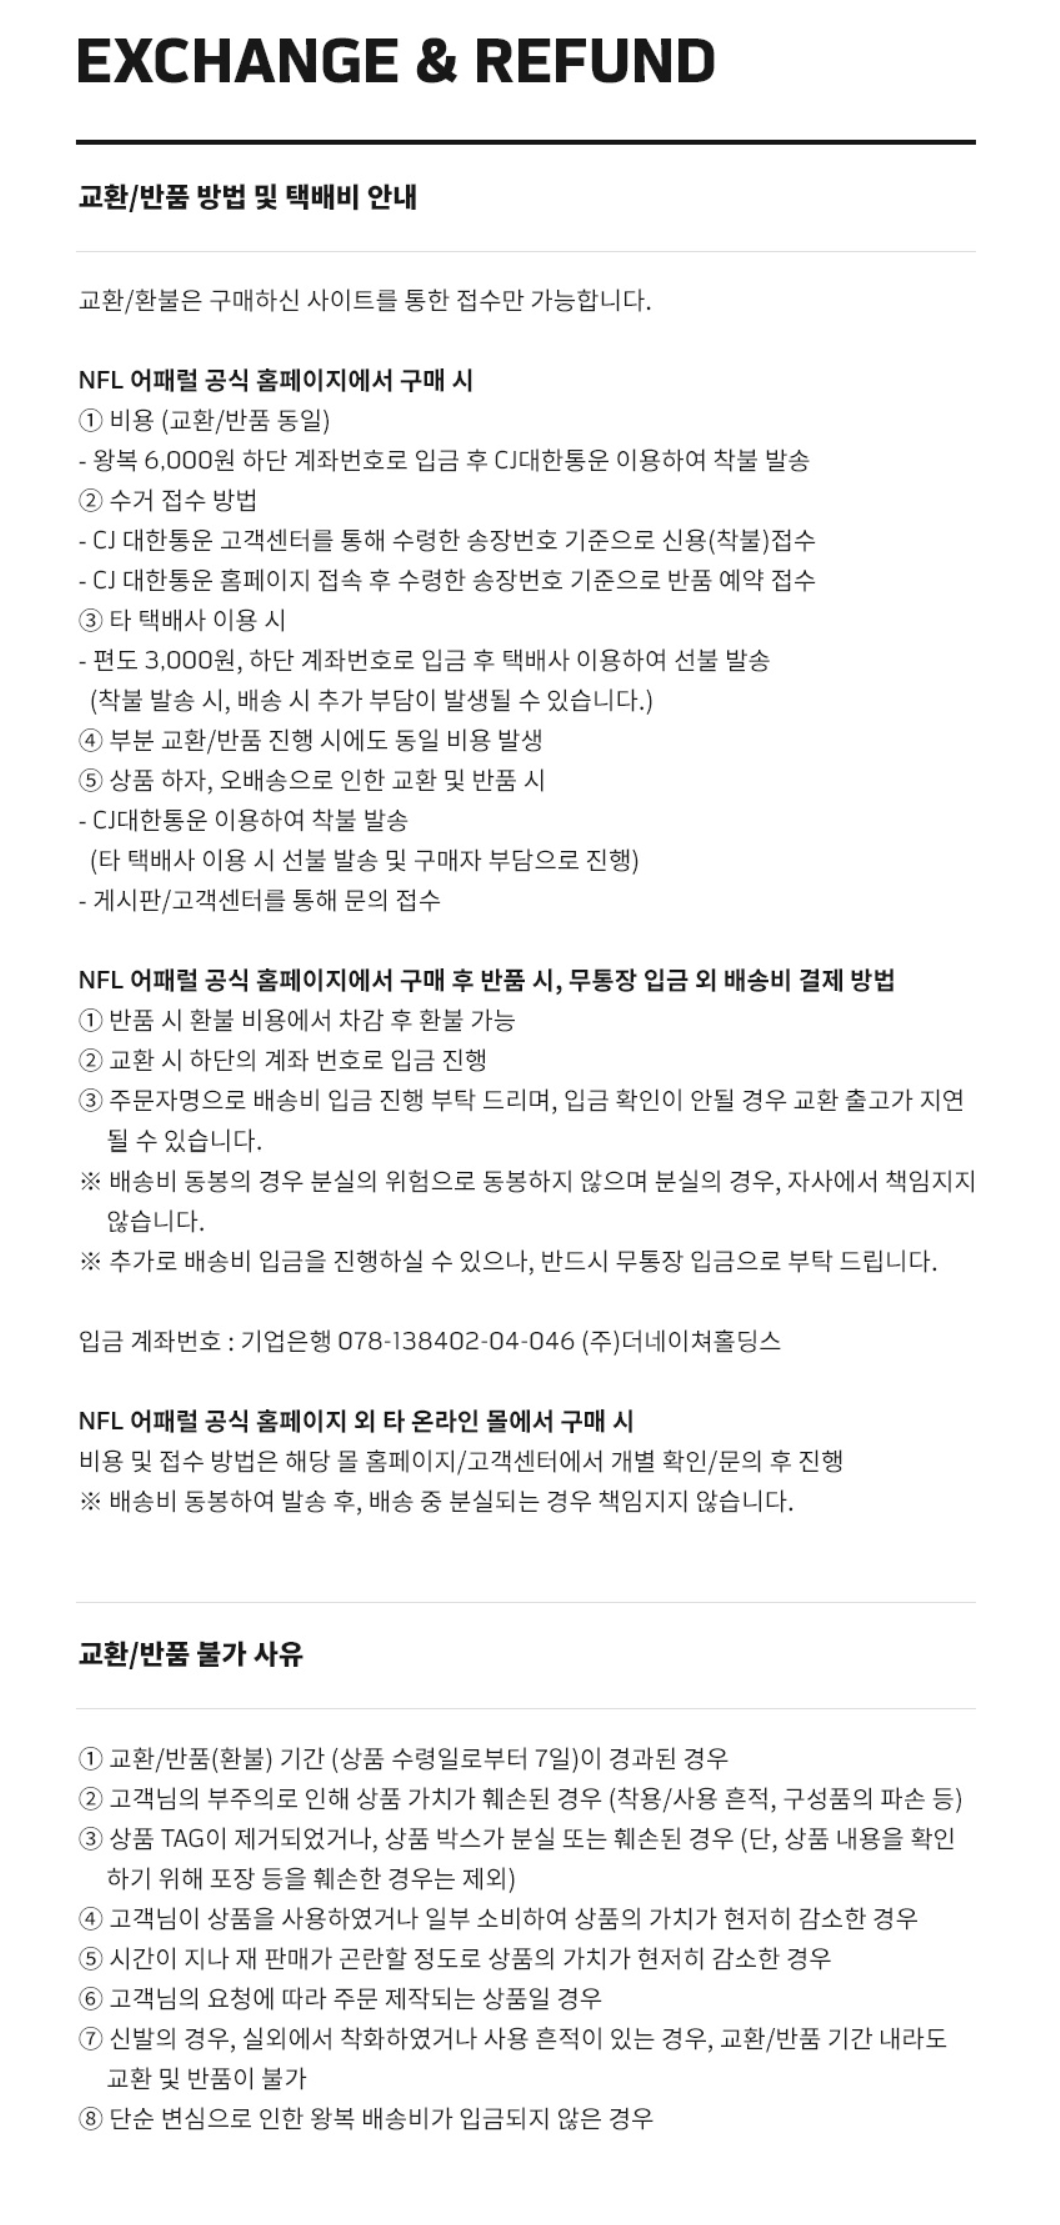 EXCHANGE & REFUND
교환/반품 방법 및 택배비 안내
교환/환불은 구매하신 사이트를 통한 접수만 가능합니다.
NFL 어패럴 공식 홈페이지에서 구매 시
① 비용 (교환/반품 동일)
- 왕복 6,000원 하단 계좌번호로 입금 후 CJ대한통운 이용하여 착불 발송
② 수거 접수 방법
- CJ 대한통운 고객센터를 통해 수령한 송장번호 기준으로 신용(착불)접수
- CJ 대한통운 홈페이지 접속 후 수령한 송장번호 기준으로 반품 예약 접수
③ 타 택배사 이용 시
- 편도 3,000원, 하단 계좌번호로 입금 후 택배사 이용하여 선불 발송
(착불 발송 시, 배송 시 추가 부담이 발생될 수 있습니다.)
④ 부분 교환/반품 진행 시에도 동일 비용 발생
⑤ 상품 하자, 오배송으로 인한 교환 및 반품 시
- CJ대한통운 이용하여 착불 발송
(타 택배사 이용 시 선불 발송 및 구매자 부담으로 진행)
- 게시판/고객센터를 통해 문의 접수
NFL 어패럴 공식 홈페이지에서 구매 후 반품 시, 무통장 입금 외 배송비 결제 방법
① 반품 시 환불 비용에서 차감 후 환불 가능
② 교환 시 하단의 계좌 번호로 입금 진행
③ 주문자명으로 배송비 입금 진행 부탁 드리며, 입금 확인이 안될 경우 교환 출고가 지연
될 수 있습니다.
※ 배송비 동봉의 경우 분실의 위험으로 동봉하지 않으며 분실의 경우, 자사에서 책임지지
않습니다.
※ 추가로 배송비 입금을 진행하실 수 있으나, 반드시 무통장 입금으로 부탁 드립니다.
입금 계좌번호 : 기업은행 078-138402-04-046 (주)더네이쳐홀딩스
NFL 어패럴 공식 홈페이지 외 타 온라인 몰에서 구매 시
비용 및 접수 방법은 해당 몰 홈페이지/고객센터에서 개별 확인/문의 후 진행
※ 배송비 동봉하여 발송 후, 배송 중 분실되는 경우 책임지지 않습니다.
교환/반품 불가 사유
① 교환/반품(환불) 기간 (상품 수령일로부터 7일)이 경과된 경우
② 고객님의 부주의로 인해 상품 가치가 훼손된 경우 (착용/사용 흔적, 구성품의 파손 등)
③ 상품 TAG이 제거되었거나, 상품 박스가 분실 또는 훼손된 경우 (단, 상품 내용을 확인
하기 위해 포장 등을 훼손한 경우는 제외)
④ 고객님이 상품을 사용하였거나 일부 소비하여 상품의 가치가 현저히 감소한 경우
⑤ 시간이 지나 재 판매가 곤란할 정도로 상품의 가치가 현저히 감소한 경우
⑥ 고객님의 요청에 따라 주문 제작되는 상품일 경우
⑦ 신발의 경우, 실외에서 착화하였거나 사용 흔적이 있는 경우, 교환/반품 기간 내라도
교환 및 반품이 불가
⑧ 단순 변심으로 인한 왕복 배송비가 입금되지 않은 경우